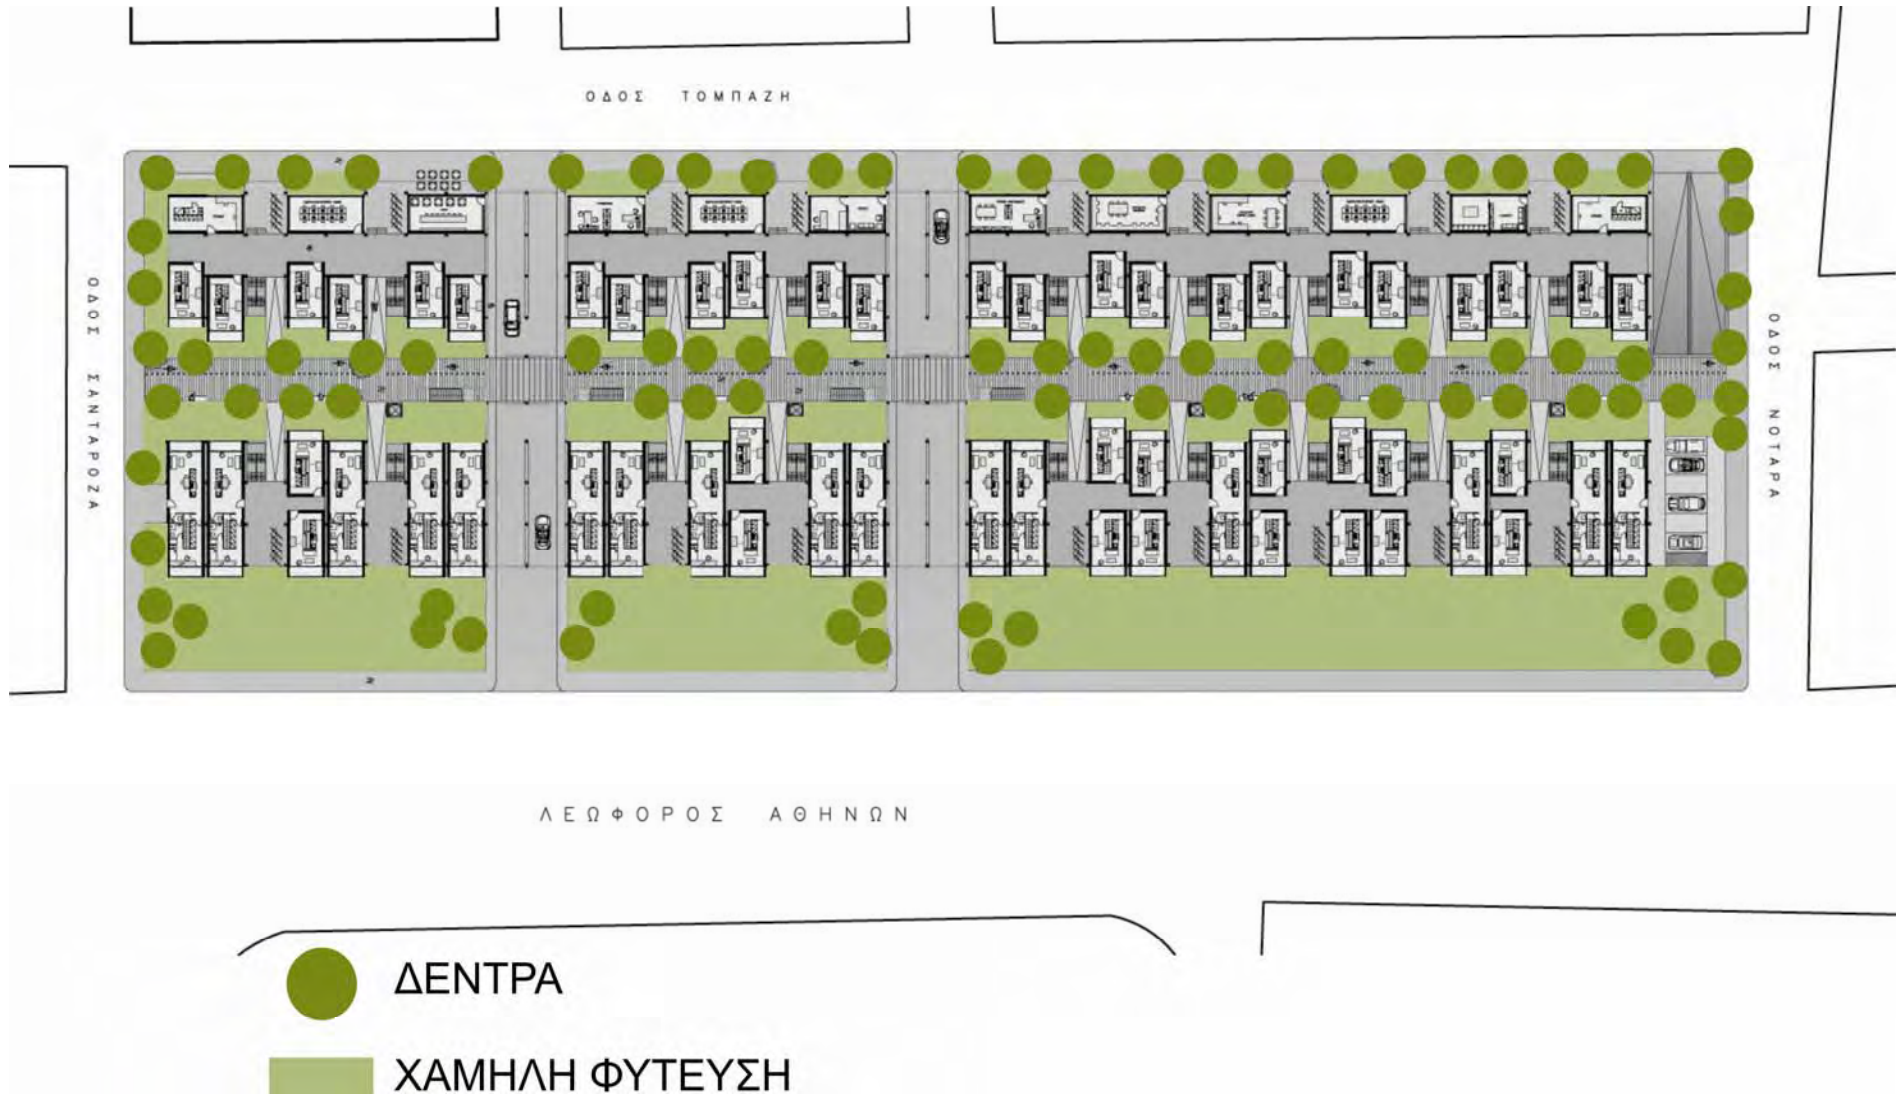 ΟΔΟΣ ΤΟΜΠΑΖΗ
ΟΔΟΣ ΣΑΝΤΑΡΟΖΑ
ΟΔΟΣ ΝΟΤΑΡΑ
ΛΕΩΦΟΡΟΣ ΑΘΗΝΩΝ
ΔΕΝΤΡΑ
ΧΑΜΗΛΗ ΦΥΤΕΥΣΗ